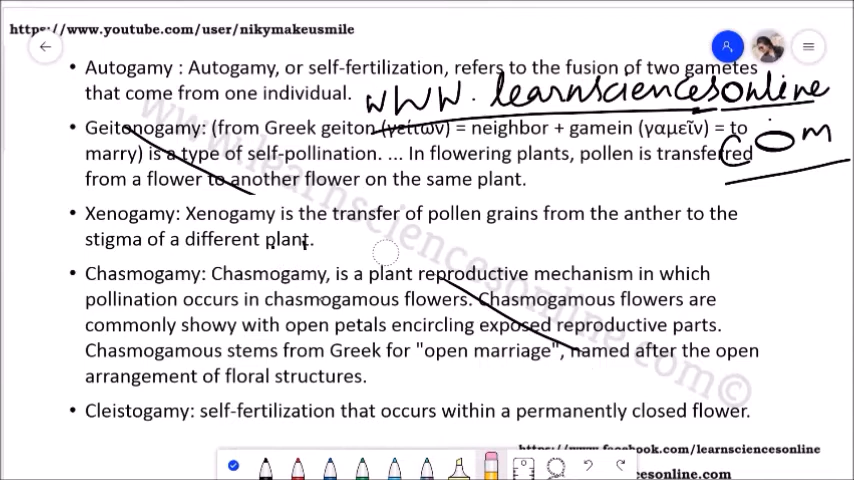 https://www.youtube.com/user/nikymakeusmile
• Autogamy : Autogamy, or self-fertilization, refers to the fusion of two gametes
that come from one individual.
www.learnsciencesonline
• Geitonogamy: (from Greek geiton (γείτων) = neighbor + gamein (γαμεῖν) = to
com
marry) is a type of self-pollination. ... In flowering plants, pollen is transferred
from a flower to another flower on the same plant.
• Xenogamy: Xenogamy is the transfer of pollen grains from the anther to the
stigma of a different plant.
• Chasmogamy: Chasmogamy, is a plant reproductive mechanism in which
pollination occurs in chasmogamous flowers. Chasmogamous flowers are
commonly showy with open petals encircling exposed reproductive parts.
Chasmogamous stems from Greek for "open marriage", named after the open
arrangement of floral structures.
• Cleistogamy: self-fertilization that occurs within a permanently closed flower.
www.learnsciencesonline.com©
https://www.facebook.com/learnsciencesonline
cesonline.com